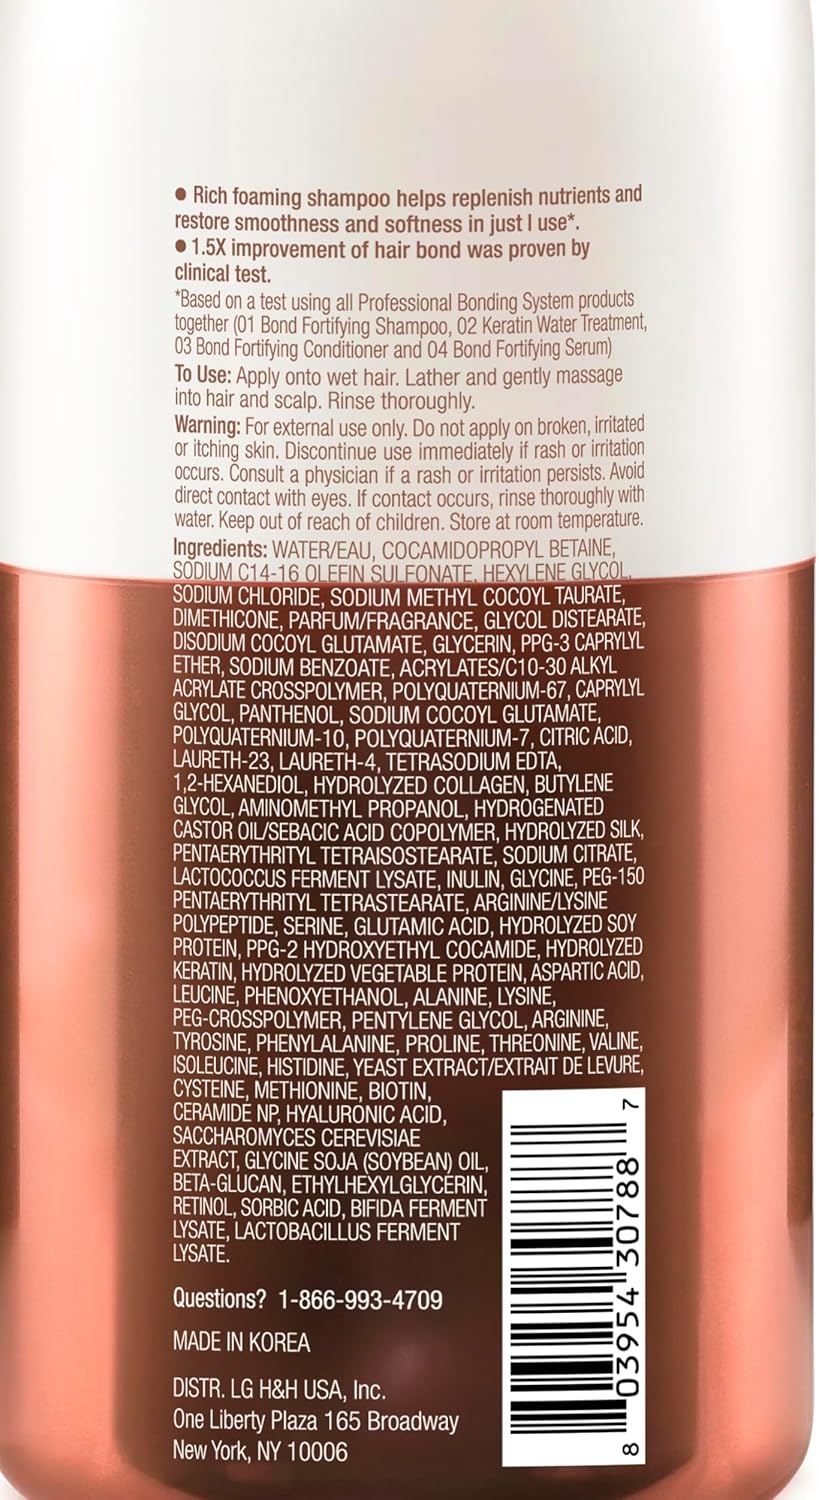 ● Rich foaming shampoo helps replenish nutrients and
restore smoothness and softness in just I use*.
● 1.5X improvement of hair bond was proven by
clinical test.
*Based on a test using all Professional Bonding System products
together (01 Bond Fortifying Shampoo, 02 Keratin Water Treatment,
03 Bond Fortifying Conditioner and 04 Bond Fortifying Serum)
To Use: Apply onto wet hair. Lather and gently massage
into hair and scalp. Rinse thoroughly.
Warning: For external use only. Do not apply on broken, irritated
or itching skin. Discontinue use immediately if rash or irritation
occurs. Consult a physician if a rash or irritation persists. Avoid
direct contact with eyes. If contact occurs, rinse thoroughly with
water. Keep out of reach of children. Store at room temperature.
Ingredients: WATER/EAU, COCAMIDOPROPYL BETAINE,
SODIUM C14-16 OLEFIN SULFONATE, HEXYLENE GLYCOL,
SODIUM CHLORIDE, SODIUM METHYL COCOYL TAURATE,
DIMETHICONE, PARFUM/FRAGRANCE, GLYCOL DISTEARATE,
DISODIUM COCOYL GLUTAMATE, GLYCERIN, PPG-3 CAPRYLYL
ETHER, SODIUM BENZOATE, ACRYLATES/C10-30 ALKYL
ACRYLATE CROSSPOLYMER, POLYQUATERNIUM-67, CAPRYLYL
GLYCOL, PANTHENOL, SODIUM COCOYL GLUTAMATE,
POLYQUATERNIUM-10, POLYQUATERNIUM-7, CITRIC ACID,
LAURETH-23, LAURETH-4, TETRASODIUM EDTA,
1,2-HEXANEDIOL, HYDROLYZED COLLAGEN, BUTYLENE
GLYCOL, AMINOMETHYL PROPANOL, HYDROGENATED
CASTOR OIL/SEBACIC ACID COPOLYMER, HYDROLYZED SILK,
PENTAERYTHRITYL TETRAISOSTEARATE, SODIUM CITRATE,
LACTOCOCCUS FERMENT LYSATE, INULIN, GLYCINE, PEG-150
PENTAERYTHRITYL TETRASTEARATE, ARGININE/LYSINE
POLYPEPTIDE, SERINE, GLUTAMIC ACID, HYDROLYZED SOY
PROTEIN, PPG-2 HYDROXYETHYL COCAMIDE, HYDROLYZED
KERATIN, HYDROLYZED VEGETABLE PROTEIN, ASPARTIC ACID,
LEUCINE, PHENOXYETHANOL, ALANINE, LYSINE,
PEG-CROSSPOLYMER, PENTYLENE GLYCOL, ARGININE,
TYROSINE, PHENYLALANINE, PROLINE, THREONINE, VALINE,
ISOLEUCINE, HISTIDINE, YEAST EXTRACT/EXTRAIT DE LEVURE,
CYSTEINE, METHIONINE, BIOTIN,
CERAMIDE NP, HYALURONIC ACID,
SACCHAROMYCES CEREVISIAE
EXTRACT, GLYCINE SOJA (SOYBEAN) OIL,
BETA-GLUCAN, ETHYLHEXYLGLYCERIN,
RETINOL, SORBIC ACID, BIFIDA FERMENT
LYSATE, LACTOBACILLUS FERMENT
LYSATE.
Questions? 1-866-993-4709
MADE IN KOREA
DISTR. LG H&H USA, Inc.
One Liberty Plaza 165 Broadway
New York, NY 10006
8 03954 30788 7